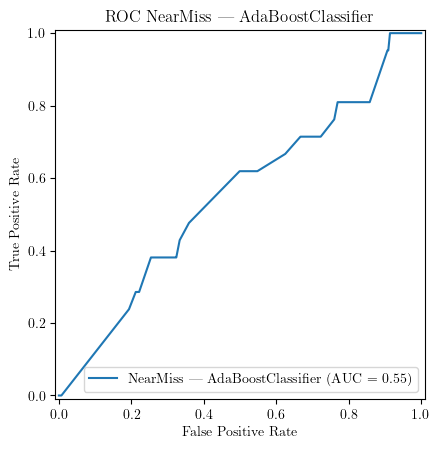 ROC NearMiss — AdaBoostClassifier
1.0
0.8
0.6
0.4
0.2
0.0
True Positive Rate
NearMiss — AdaBoostClassifier (AUC = 0.55)
0.0 0.2 0.4 0.6 0.8 1.0
False Positive Rate